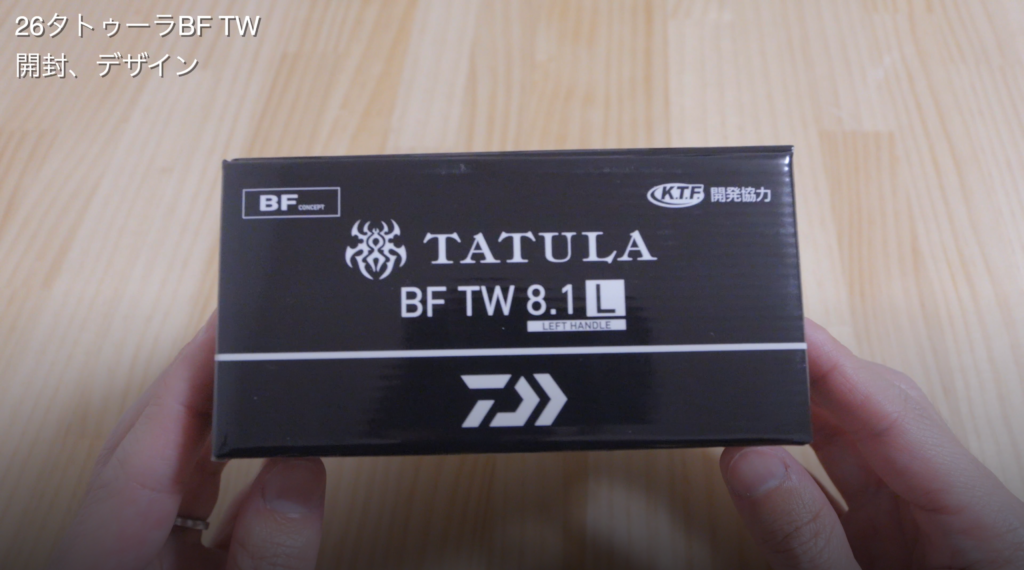 26タトゥーラBF TW
開封、デザイン
BF CONCEPT
K.T.F. 開発協力
TATULA
BF TW 8.1 L
LEFT HANDLE